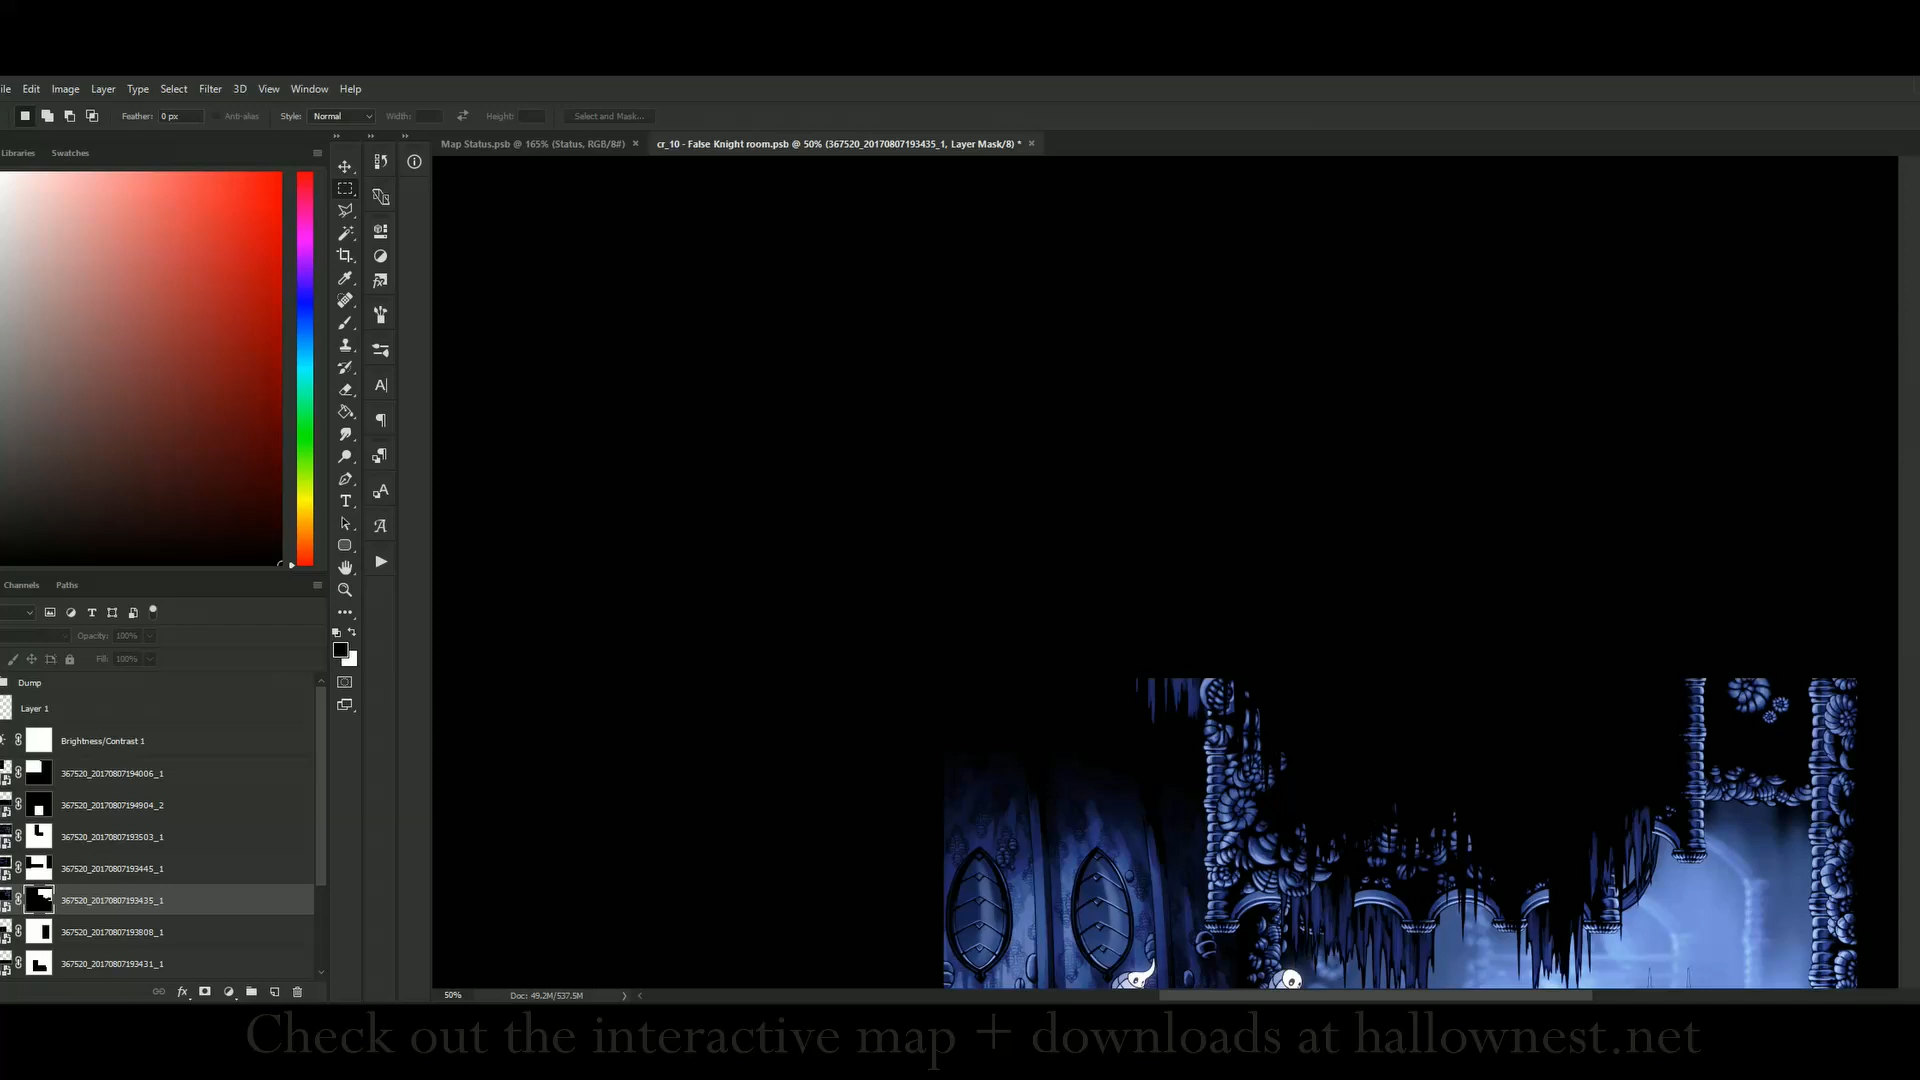 ile Edit Image Layer Type Select Filter 3D View Window Help
Feather: 0 px Anti-alias Style: Normal Width: Height: Select and Mask...
Map Status.psb @ 165% (Status, RGB/8#) × cr_10 - False Knight room.psb @ 50% (367520_20170807193435_1, Layer Mask/8) * ×
Libraries Swatches
Channels Paths
Opacity: 100%
Fill: 100%
Dump
Layer 1
Brightness/Contrast 1
367520_20170807194006_1
367520_20170807194904_2
367520_20170807193503_1
367520_20170807193445_1
367520_20170807193435_1
367520_20170807193808_1
367520_20170807193431_1
50% Doc: 49.2M/537.5M
Check out the interactive map + downloads at hallownest.net